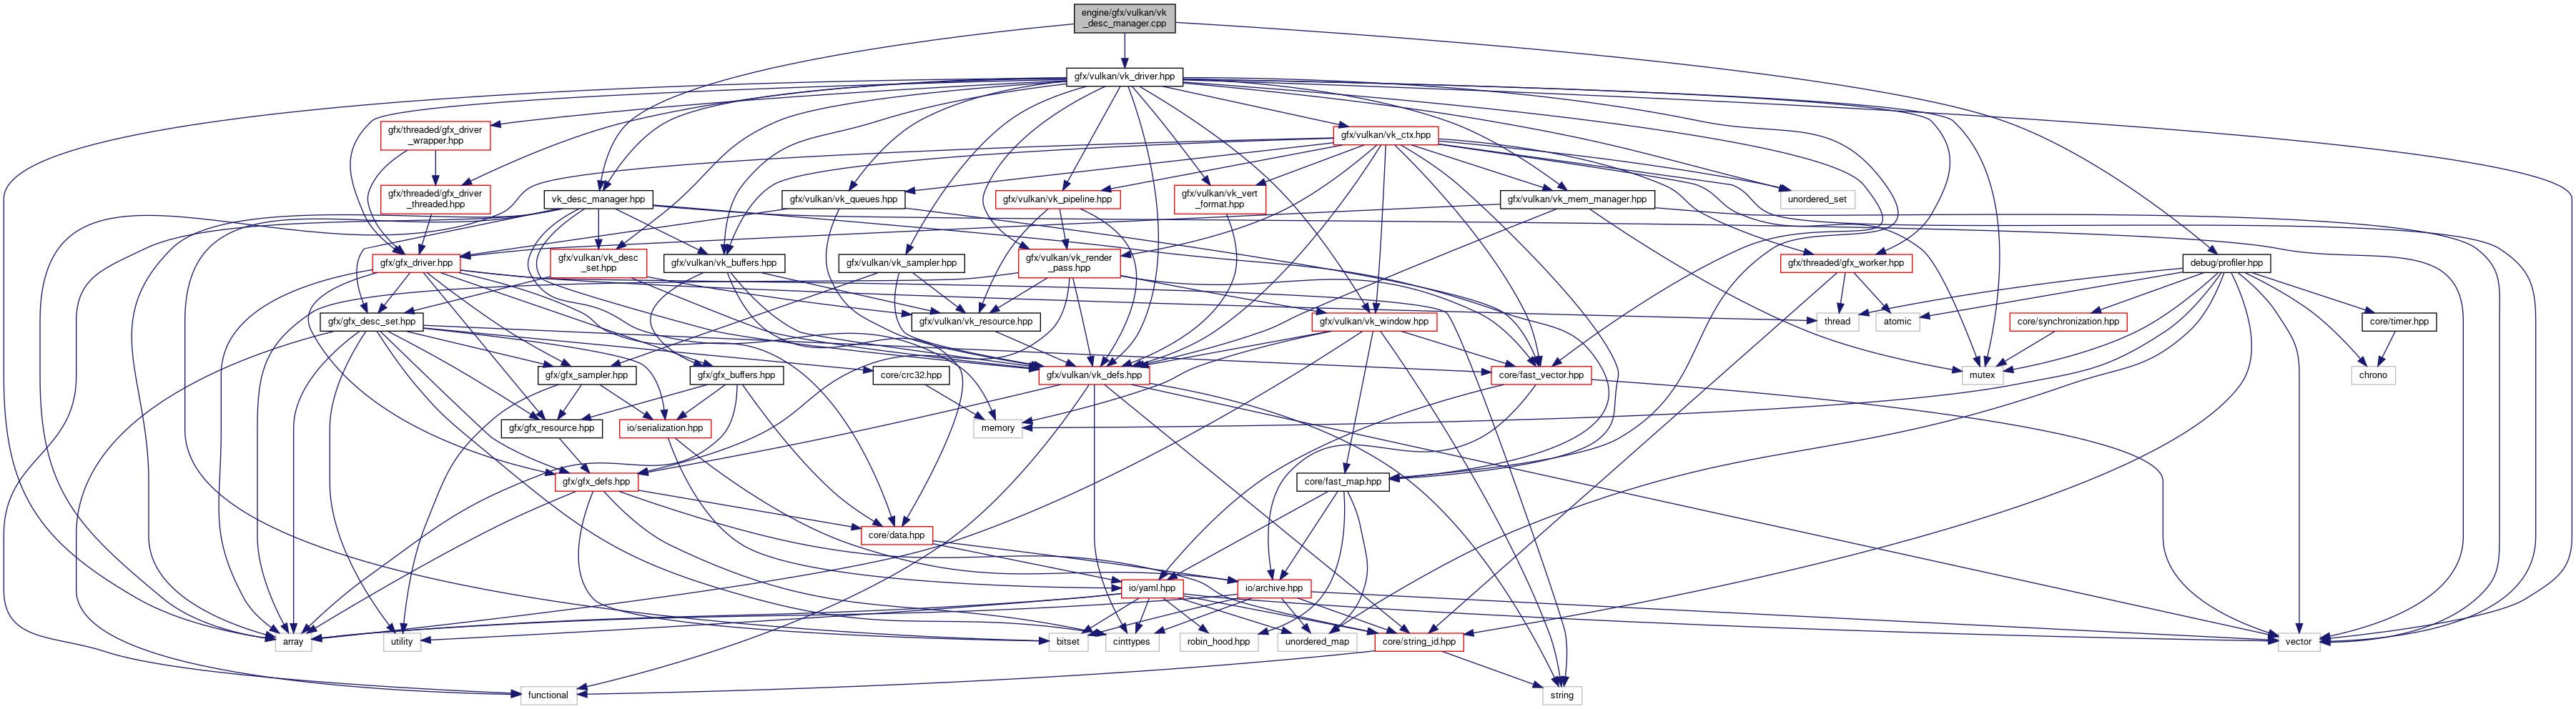 engine/gfx/vulkan/vk
_desc_manager.cpp
gfx/vulkan/vk_driver.hpp
gfx/threaded/gfx_driver
_wrapper.hpp
gfx/vulkan/vk_ctx.hpp
gfx/threaded/gfx_driver
_threaded.hpp
vk_desc_manager.hpp
gfx/vulkan/vk_queues.hpp
gfx/vulkan/vk_pipeline.hpp
gfx/vulkan/vk_vert
_format.hpp
gfx/vulkan/vk_mem_manager.hpp
unordered_set
gfx/gfx_driver.hpp
gfx/vulkan/vk_desc
_set.hpp
gfx/vulkan/vk_buffers.hpp
gfx/vulkan/vk_sampler.hpp
gfx/vulkan/vk_render
_pass.hpp
gfx/threaded/gfx_worker.hpp
debug/profiler.hpp
gfx/gfx_desc_set.hpp
gfx/vulkan/vk_resource.hpp
gfx/vulkan/vk_window.hpp
thread
atomic
core/synchronization.hpp
core/timer.hpp
gfx/gfx_sampler.hpp
gfx/gfx_buffers.hpp
core/crc32.hpp
gfx/vulkan/vk_defs.hpp
core/fast_vector.hpp
mutex
chrono
gfx/gfx_resource.hpp
io/serialization.hpp
memory
gfx/gfx_defs.hpp
core/fast_map.hpp
core/data.hpp
io/yaml.hpp
io/archive.hpp
array
utility
bitset
cinttypes
robin_hood.hpp
unordered_map
core/string_id.hpp
vector
functional
string